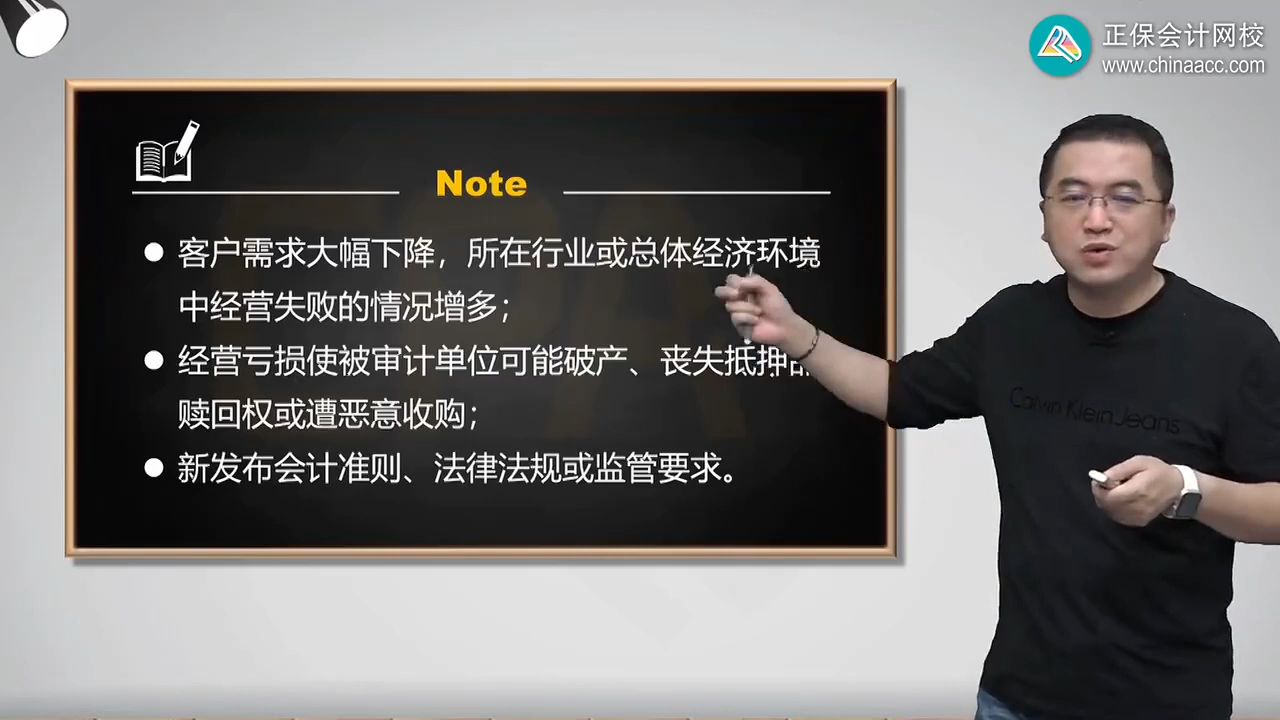 正保会计网校
www.chinaacc.com
Note
客户需求大幅下降，所在行业或总体经济环境
中经营失败的情况增多；
经营亏损使被审计单位可能破产、丧失抵押
赎回权或遭恶意收购；
新发布会计准则、法律法规或监管要求。
Calvin Klein Jeans